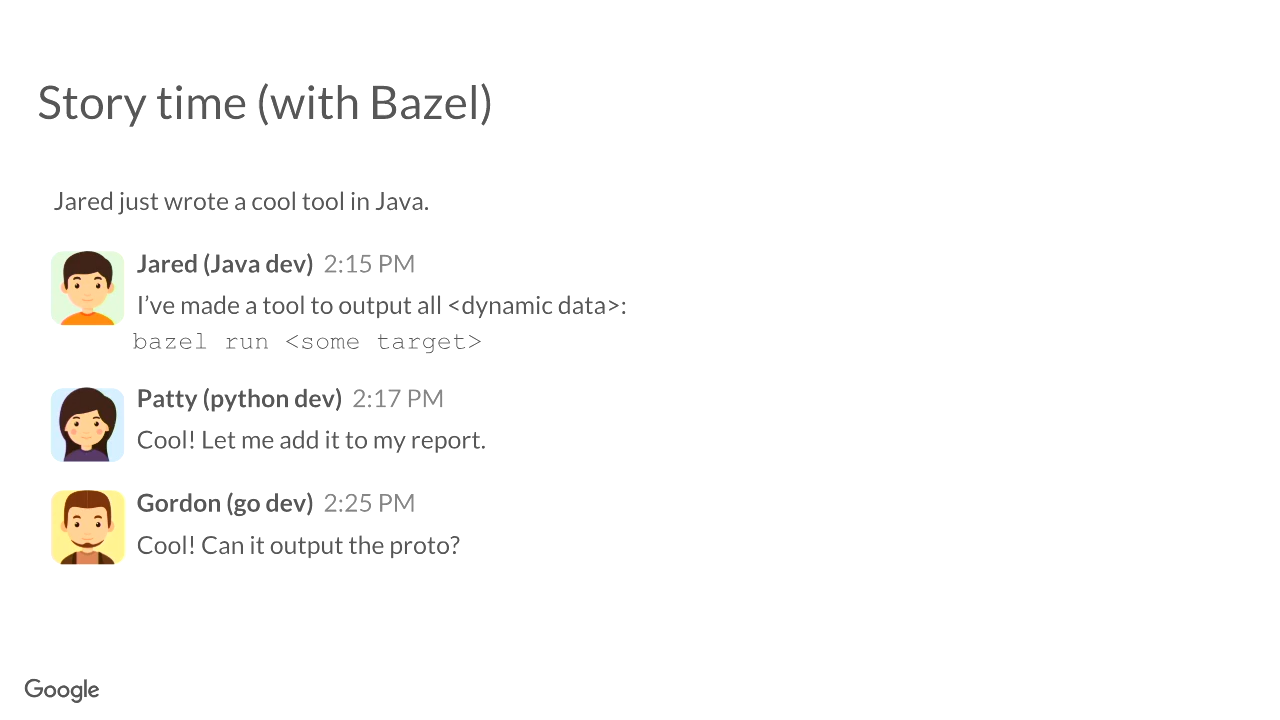 Story time (with Bazel)
Jared just wrote a cool tool in Java.
Jared (Java dev) 2:15 PM
I’ve made a tool to output all <dynamic data>:
bazel run <some target>
Patty (python dev) 2:17 PM
Cool! Let me add it to my report.
Gordon (go dev) 2:25 PM
Cool! Can it output the proto?
Google